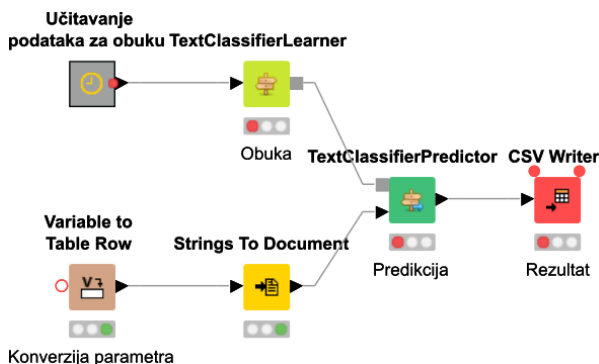 Učitavanje
podataka za obuku TextClassifierLearner
Obuka
TextClassifierPredictor CSV Writer
Variable to
Table Row Strings To Document
V
Predikcija Rezultat
Konverzija parametra